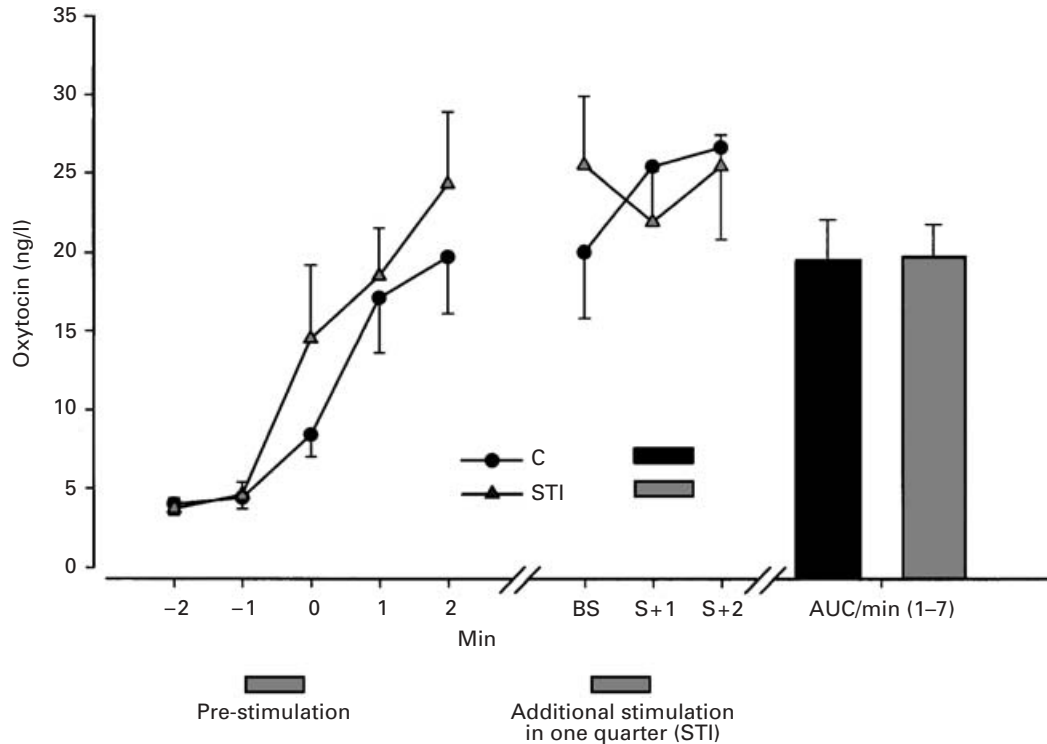 35
30
25
20
15
10
5
0
Oxytocin (ng/l)
C
STI
−2 −1 0 1 2 BS S+1 S+2 AUC/min (1–7)
Min
Pre-stimulation
Additional stimulation
in one quarter (STI)